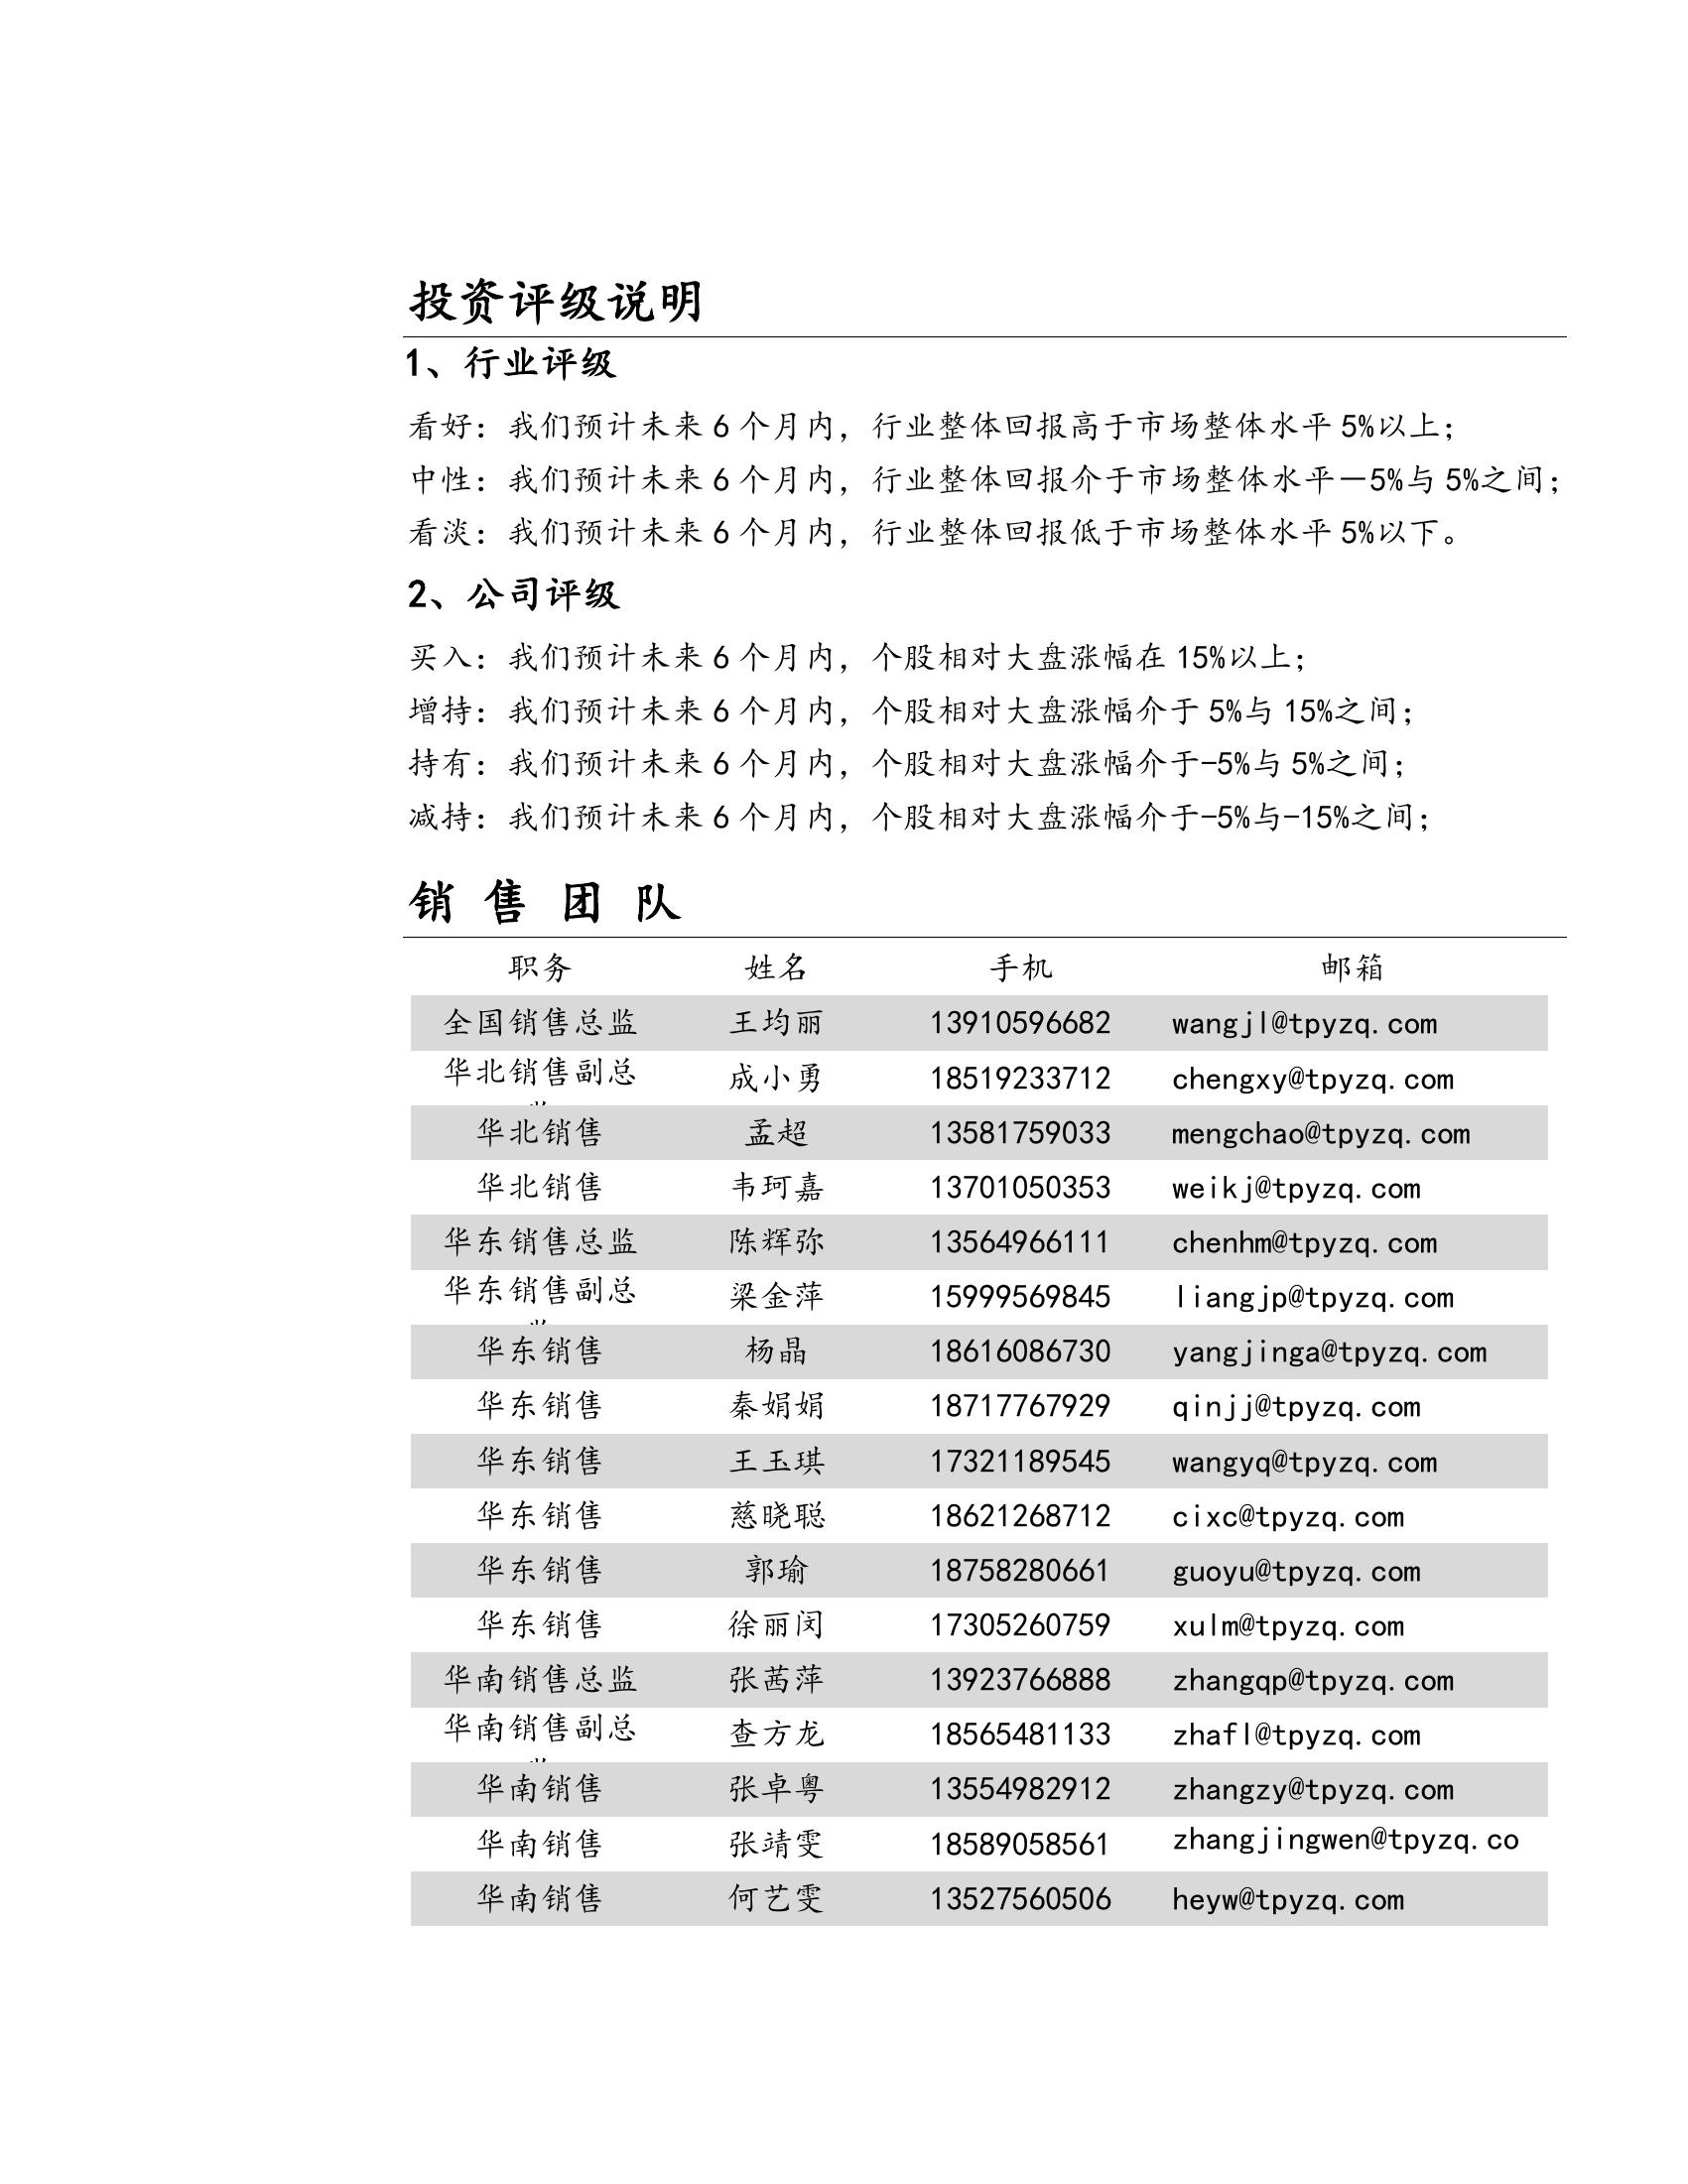 投资评级说明
1、行业评级
看好：我们预计未来6个月内，行业整体回报高于市场整体水平5%以上；
中性：我们预计未来6个月内，行业整体回报介于市场整体水平－5%与5%之间；
看淡：我们预计未来6个月内，行业整体回报低于市场整体水平5%以下。
2、公司评级
买入：我们预计未来6个月内，个股相对大盘涨幅在15%以上；
增持：我们预计未来6个月内，个股相对大盘涨幅介于5%与15%之间；
持有：我们预计未来6个月内，个股相对大盘涨幅介于-5%与5%之间；
减持：我们预计未来6个月内，个股相对大盘涨幅介于-5%与-15%之间；
销 售 团 队
职务 姓名 手机 邮箱
全国销售总监 王均丽 13910596682 wangjl@tpyzq.com
华北销售副总 成小勇 18519233712 chengxy@tpyzq.com
华北销售 孟超 13581759033 mengchao@tpyzq.com
华北销售 韦珂嘉 13701050353 weikj@tpyzq.com
华东销售总监 陈辉弥 13564966111 chenhm@tpyzq.com
华东销售副总 梁金萍 15999569845 liangjp@tpyzq.com
华东销售 杨晶 18616086730 yangjinga@tpyzq.com
华东销售 秦娟娟 18717767929 qinjj@tpyzq.com
华东销售 王玉琪 17321189545 wangyq@tpyzq.com
华东销售 慈晓聪 18621268712 cixc@tpyzq.com
华东销售 郭瑜 18758280661 guoyu@tpyzq.com
华东销售 徐丽闵 17305260759 xulm@tpyzq.com
华南销售总监 张茜萍 13923766888 zhangqp@tpyzq.com
华南销售副总 查方龙 18565481133 zhafl@tpyzq.com
华南销售 张卓粤 13554982912 zhangzy@tpyzq.com
华南销售 张靖雯 18589058561 zhangjingwen@tpyzq.co
华南销售 何艺雯 13527560506 heyw@tpyzq.com